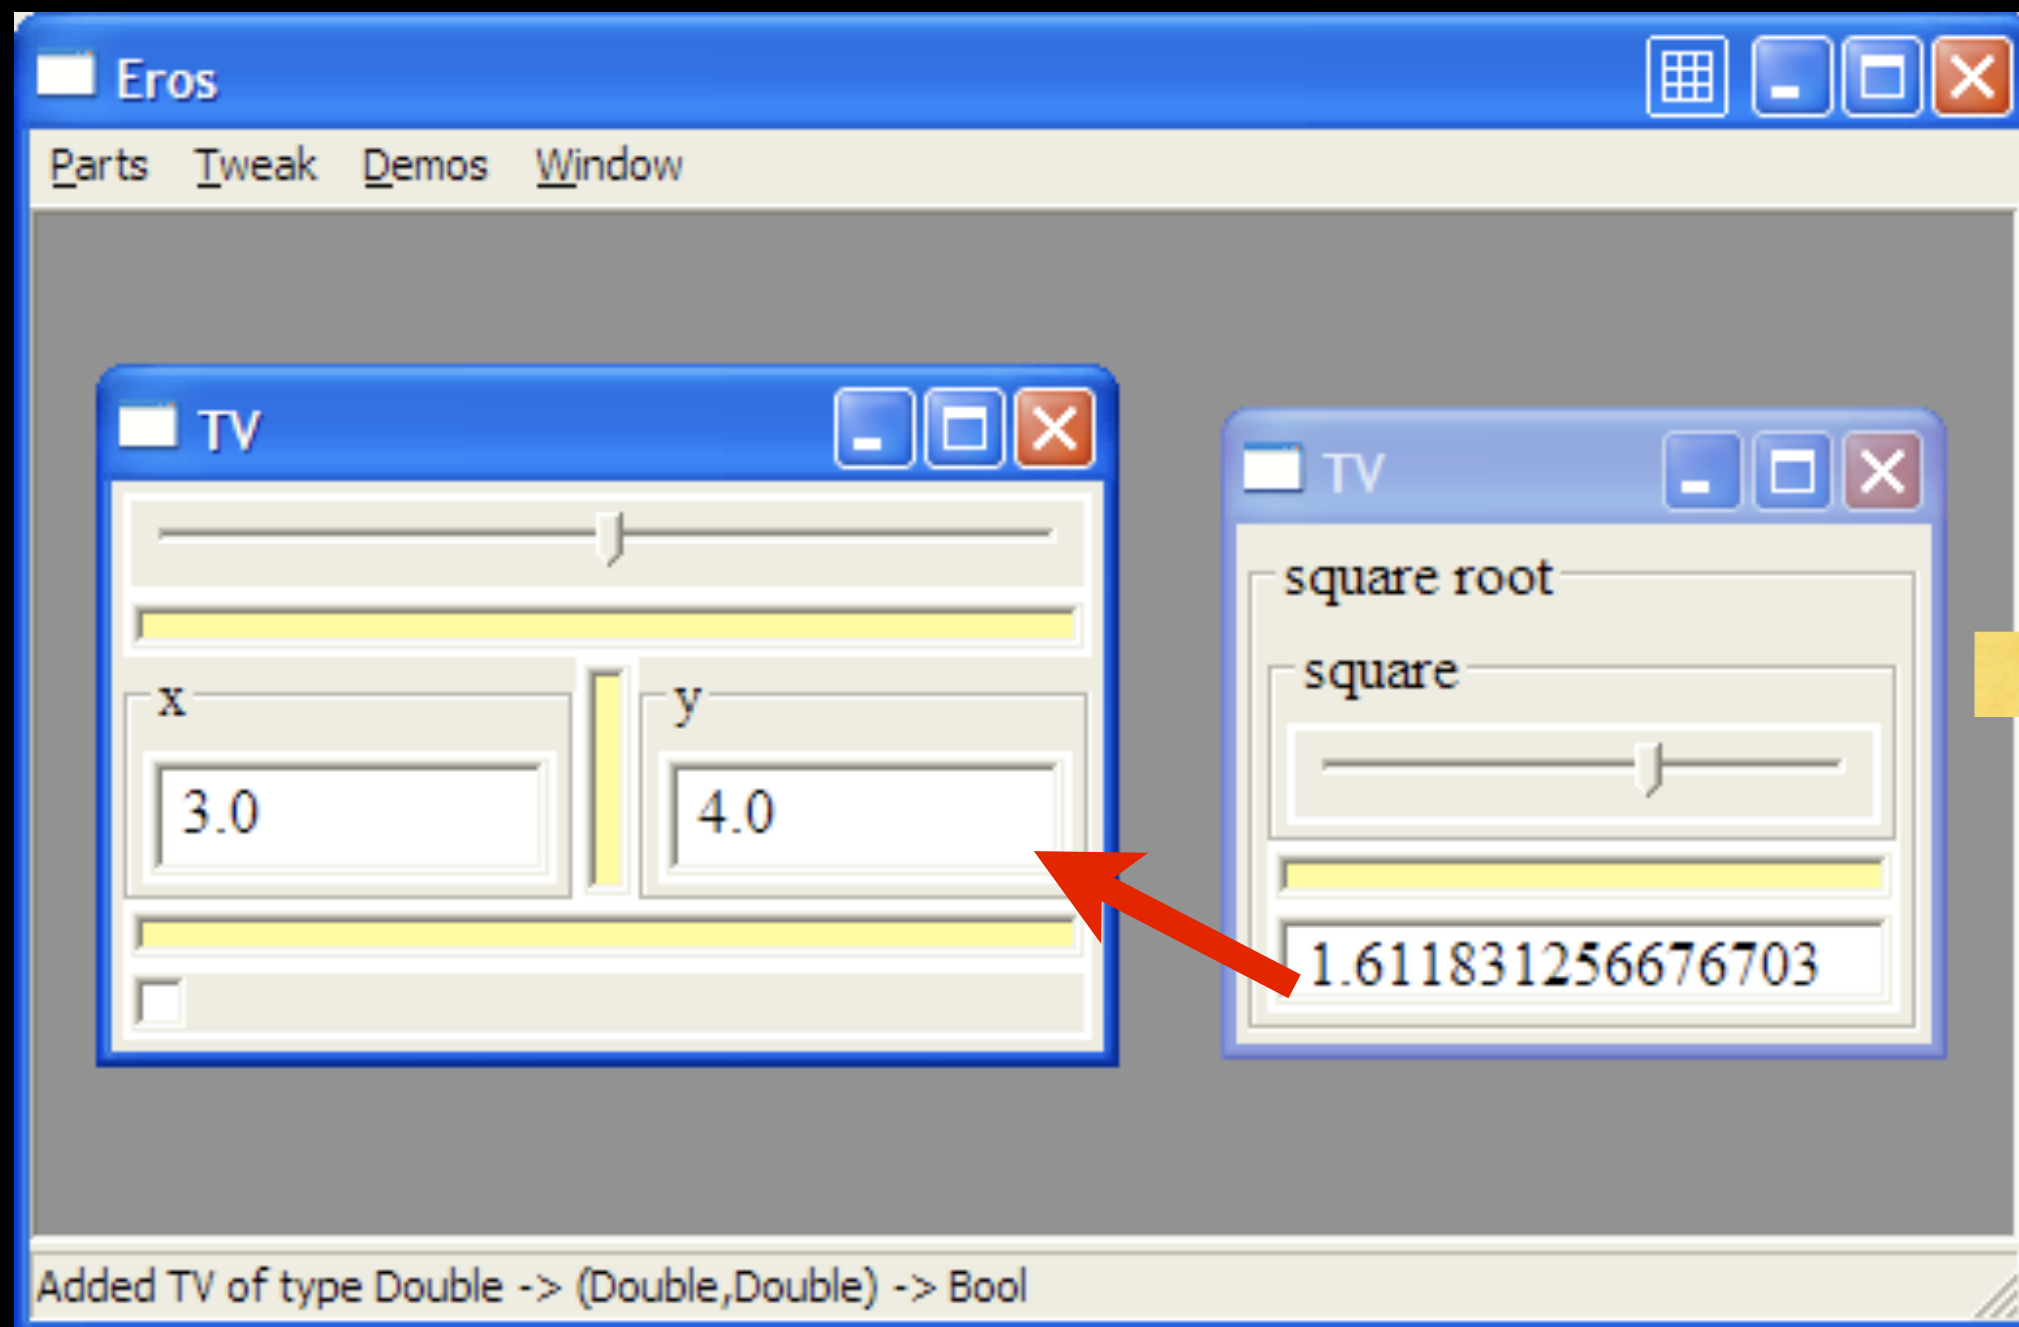 Eros
Parts Tweak Demos Window
TV
x
y
3.0
4.0
TV
square root
square
1.611831256676703
Added TV of type Double -> (Double,Double) -> Bool